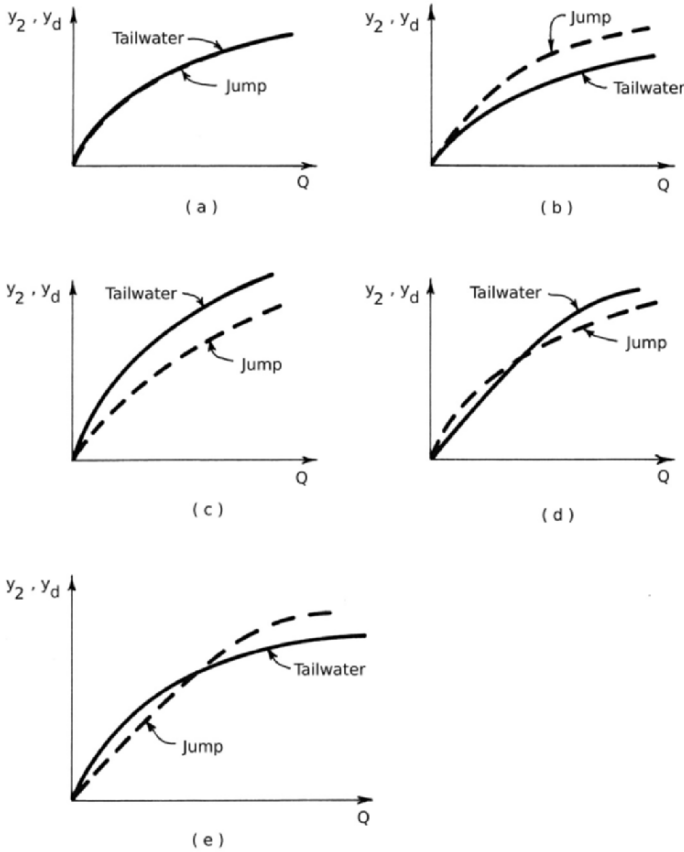 y2 , yd
Tailwater
Jump
Q
( a )
y2 , yd
Jump
Tailwater
Q
( b )
y2 , yd
Tailwater
Jump
Q
( c )
y2 , yd
Tailwater
Jump
Q
( d )
y2 , yd
Tailwater
Jump
Q
( e )